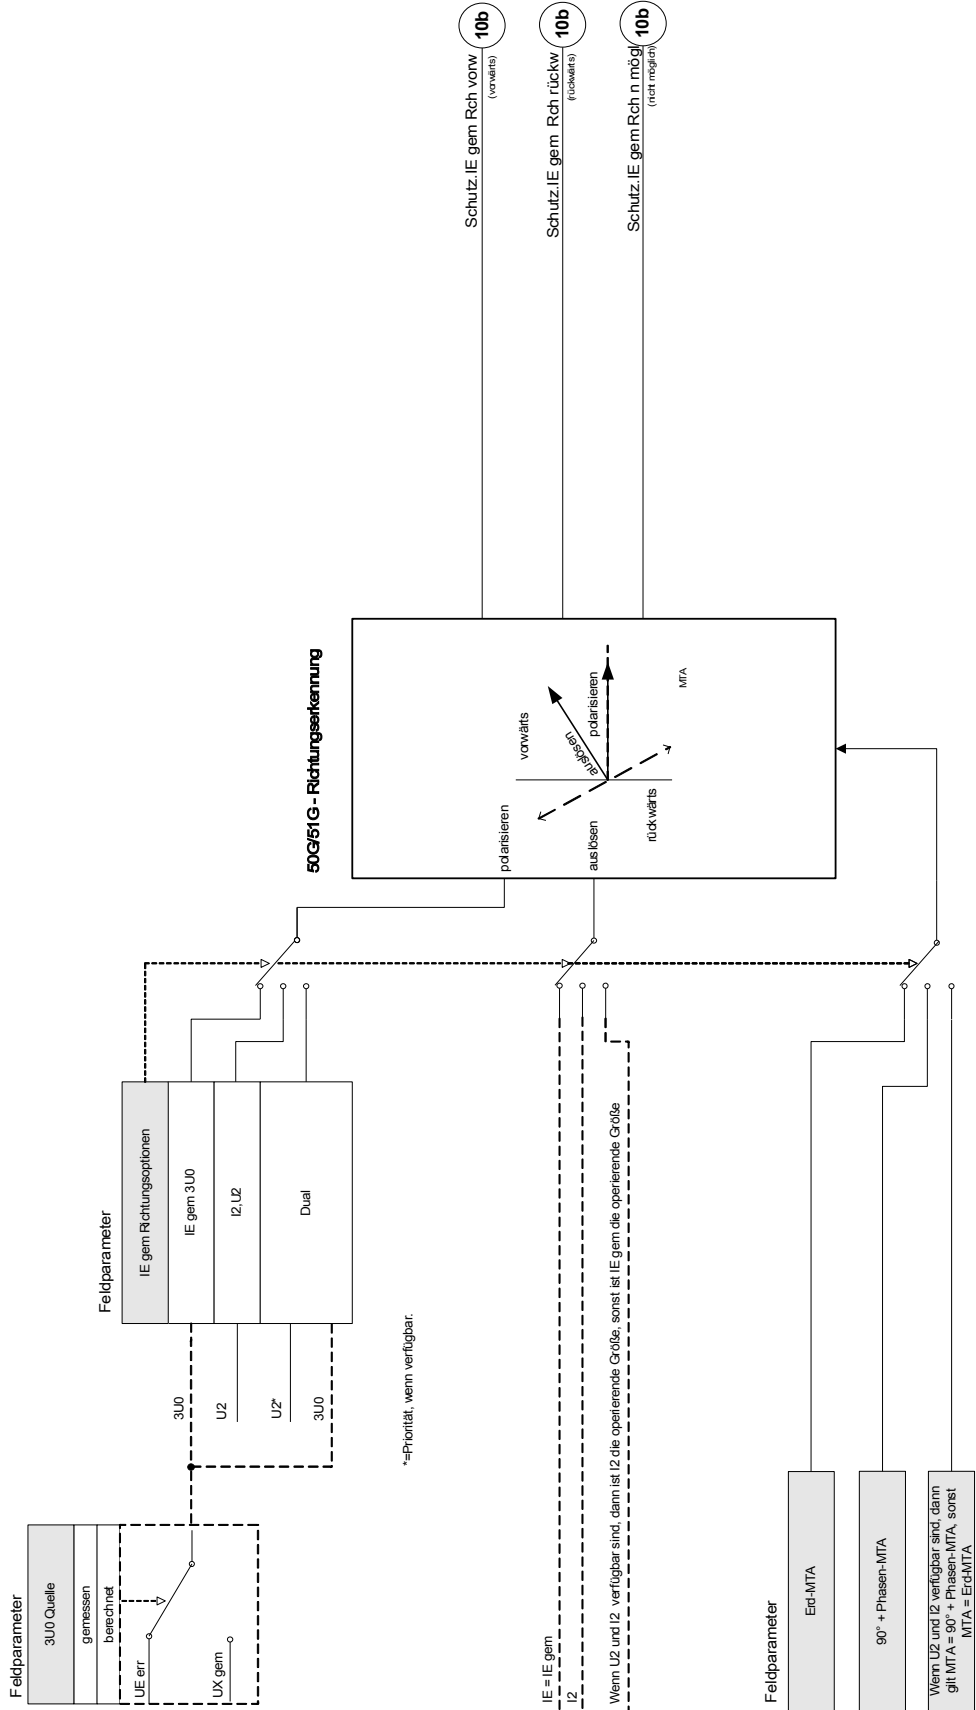 Feldparameter
3U0 Quelle
gemessen
berechnet
UE err
UX gem
Feldparameter
IE gem Richtungsoptionen
IE gem 3U0
I2,U2
Dual
3U0
U2
U2*
3U0
*=Priorität, wenn verfügbar.
IE = IE gem
I2
Wenn U2 und I2 verfügbar sind, dann ist I2 die operierende Größe, sonst ist IE gem die operierende Größe
Feldparameter
Erd-MTA
90° + Phasen-MTA
Wenn U2 und I2 verfügbar sind, dann
gilt MTA = 90° + Phasen-MTA, sonst
MTA = Erd-MTA
50G/51G - Richtungserkennung
polarisieren
auslösen
vorwärts
auslösen
polarisieren
rückwärts
MTA
Schutz.IE gem Rch vorw
(vorwärts)
10b
Schutz.IE gem Rch rückw
(rückwärts)
10b
Schutz.IE gem Rch n mögl
(nicht möglich)
10b